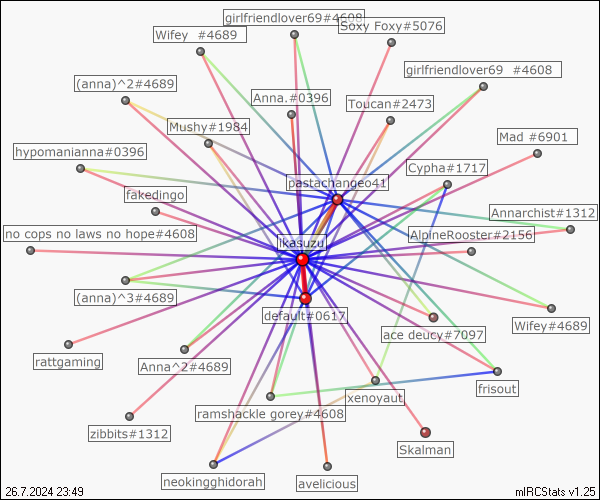 girlfriendlover69#4608
Soxy Foxy#5076
Wifey #4689
girlfriendlover69 #4608
(anna)^2#4689
Anna.#0396
Toucan#2473
Mushy#1984
Mad #6901
hypomanianna#0396
Cypha#1717
pastachangeo41
fakedingo
Annarchist#1312
no cops no laws no hope#4608
AlpineRooster#2156
ikasuzu
(anna)^3#4689
default#0617
Wifey#4689
ace deucy#7097
rattgaming
Anna^2#4689
frisout
xenoyaut
ramshackle gorey#4608
zibbits#1312
Skalman
neokingghidorah
avelicious
26.7.2024 23:49
mIRCStats v1.25